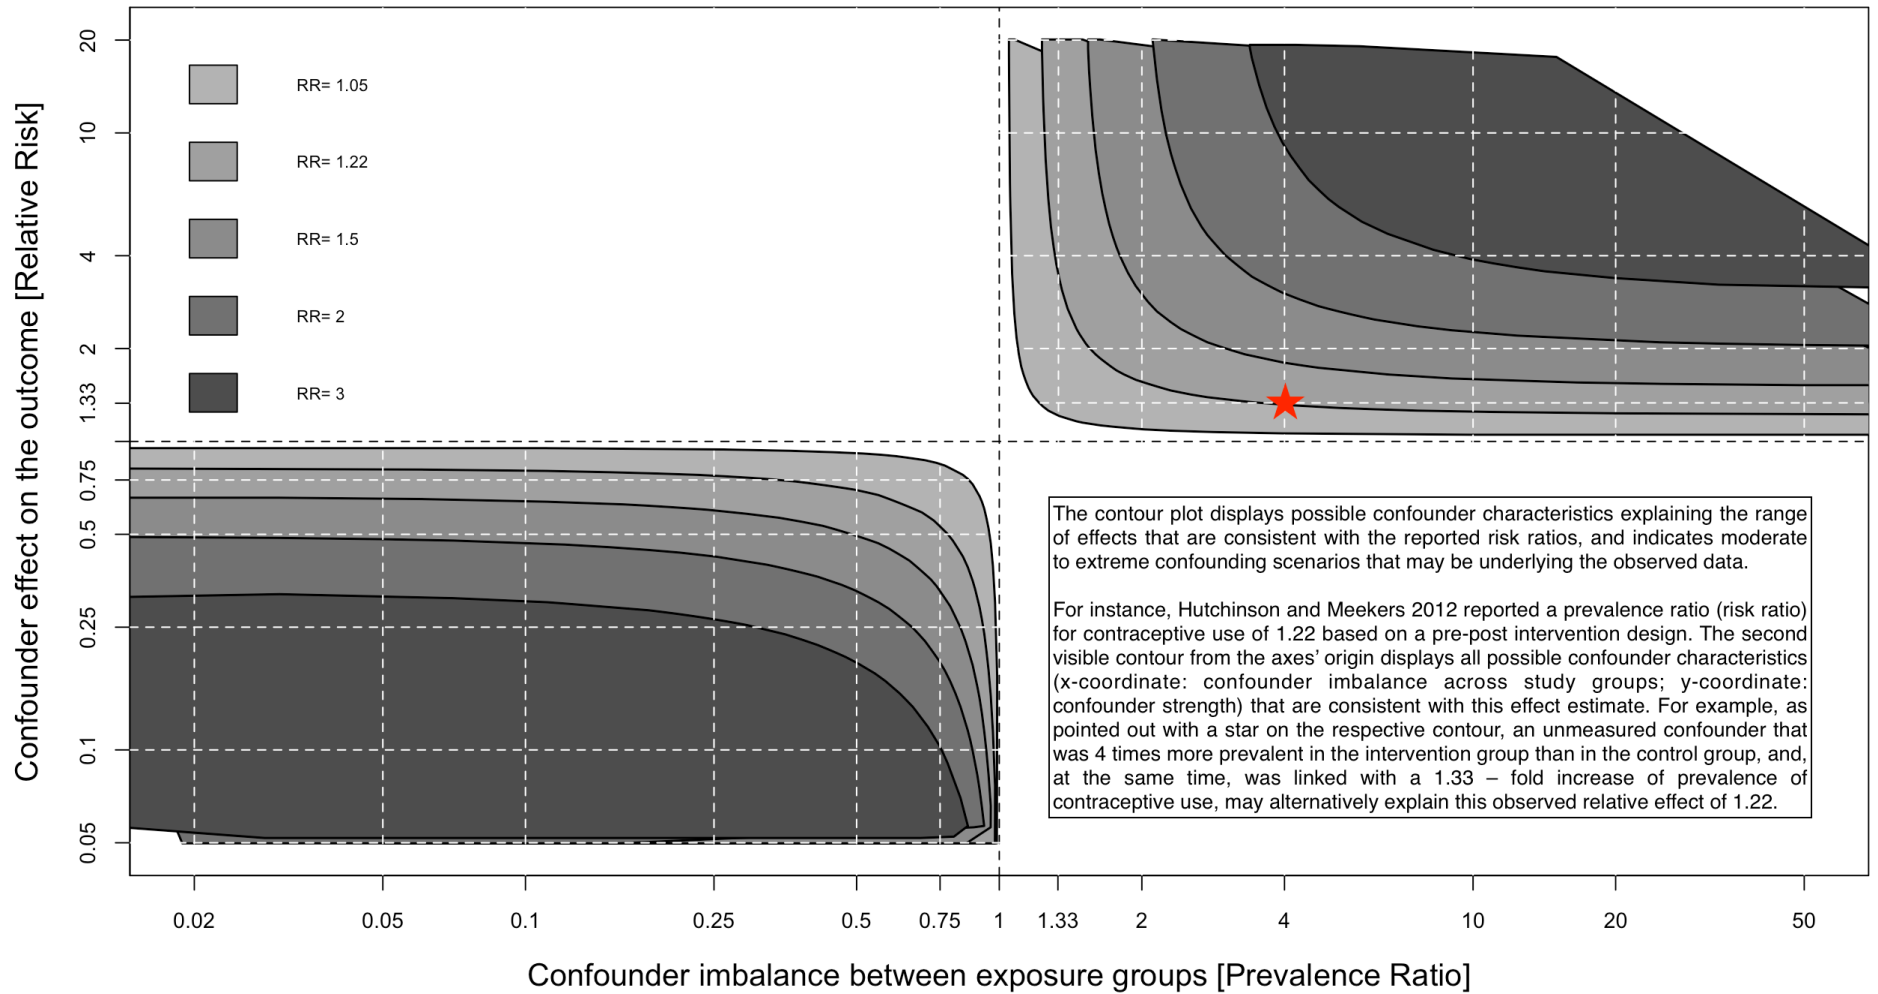 Confounder effect on the outcome [Relative Risk]
20
10
4
2
1.33
0.75
0.5
0.25
0.1
0.05
RR= 1.05
RR= 1.22
RR= 1.5
RR= 2
RR= 3
The contour plot displays possible confounder characteristics explaining the range
of effects that are consistent with the reported risk ratios, and indicates moderate
to extreme confounding scenarios that may be underlying the observed data.
For instance, Hutchinson and Meekers 2012 reported a prevalence ratio (risk ratio)
for contraceptive use of 1.22 based on a pre-post intervention design. The second
visible contour from the axes’ origin displays all possible confounder characteristics
(x-coordinate: confounder imbalance across study groups; y-coordinate:
confounder strength) that are consistent with this effect estimate. For example, as
pointed out with a star on the respective contour, an unmeasured confounder that
was 4 times more prevalent in the intervention group than in the control group, and,
at the same time, was linked with a 1.33 – fold increase of prevalence of
contraceptive use, may alternatively explain this observed relative effect of 1.22.
0.02 0.05 0.1 0.25 0.5 0.75 1 1.33 2 4 10 20 50
Confounder imbalance between exposure groups [Prevalence Ratio]